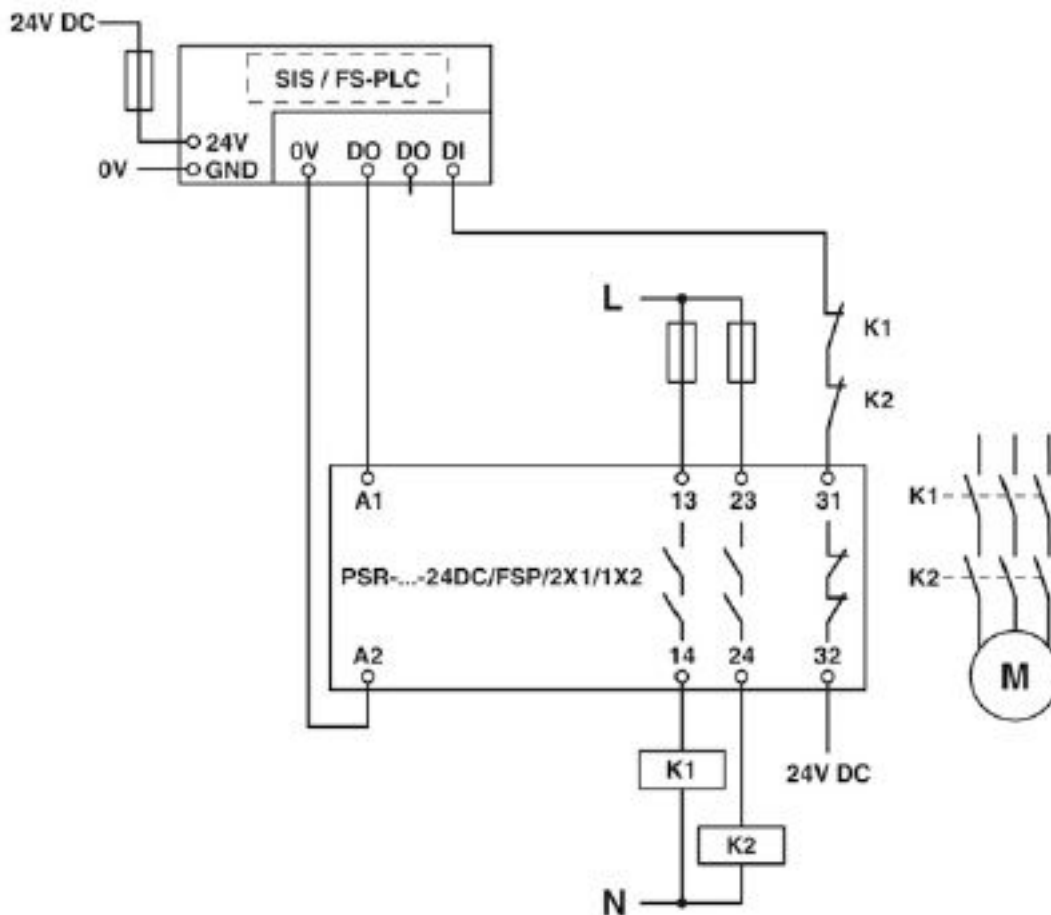 24V DC
SIS / FS-PLC
24V
0V
GND
0V DO DO DI
L
K1
K2
A1 13 23 31
PSR-...-24DC/FSP/2X1/1X2
A2 14 24 32
K1
K2
M
K1
24V DC
K2
N